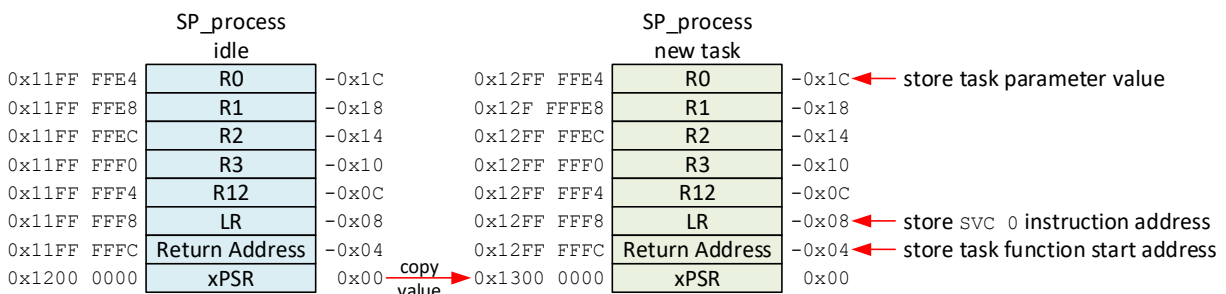 SP_process SP_process
idle new task
0x11FF FFE4 R0 -0x1C 0x12FF FFE4 R0 -0x1C store task parameter value
0x11FF FFE8 R1 -0x18 0x12F FFFE8 R1 -0x18
0x11FF FFEC R2 -0x14 0x12FF FFEC R2 -0x14
0x11FF FFF0 R3 -0x10 0x12FF FFF0 R3 -0x10
0x11FF FFF4 R12 -0x0C 0x12FF FFF4 R12 -0x0C
0x11FF FFF8 LR -0x08 0x12FF FFF8 LR -0x08 store SVC 0 instruction address
0x11FF FFFC Return Address -0x04 0x12FF FFFC Return Address -0x04 store task function start address
0x1200 0000 xPSR 0x00 copy 0x1300 0000 xPSR 0x00
value